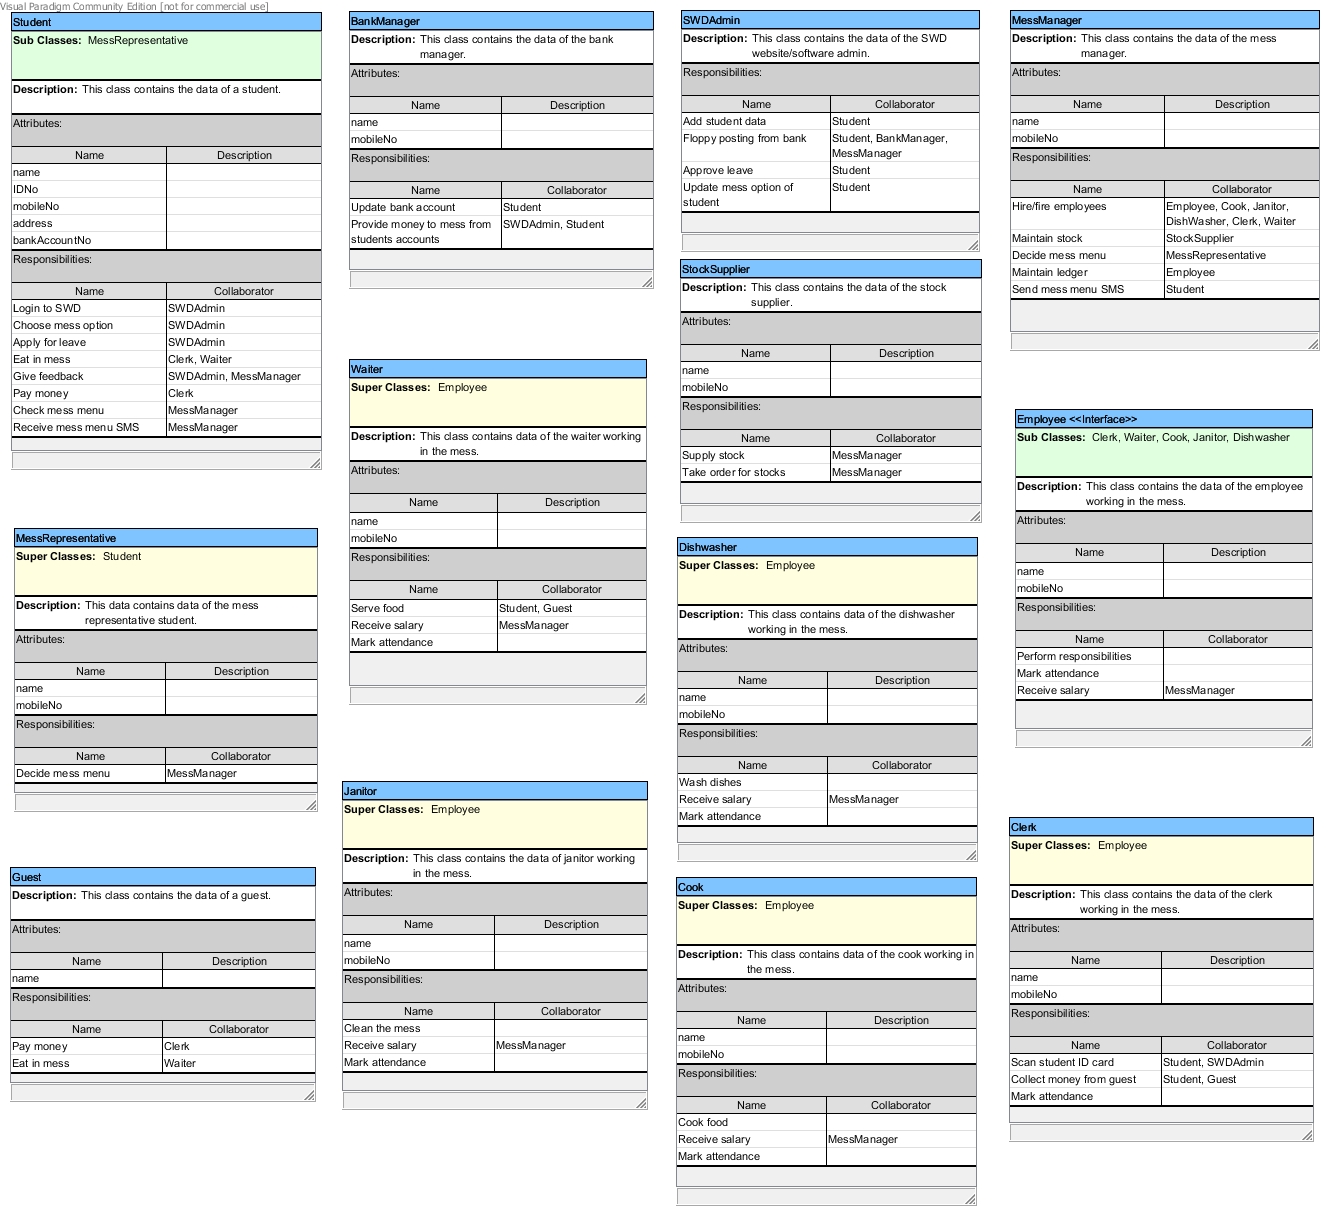 Visual Paradigm Community Edition [not for commercial use]
Student
Sub Classes: MessRepresentative
Description: This class contains the data of a student.
Attributes:
Name Description
name
IDNo
mobileNo
address
bankAccountNo
Responsibilities:
Name Collaborator
Login to SWD SWDAdmin
Choose mess option SWDAdmin
Apply for leave SWDAdmin
Eat in mess Clerk, Waiter
Give feedback SWDAdmin, MessManager
Pay money Clerk
Check mess menu MessManager
Receive mess menu SMS MessManager
MessRepresentative
Super Classes: Student
Description: This data contains data of the mess
representative student.
Attributes:
Name Description
name
mobileNo
Responsibilities:
Name Collaborator
Decide mess menu MessManager
Guest
Description: This class contains the data of a guest.
Attributes:
Name Description
name
Responsibilities:
Name Collaborator
Pay money Clerk
Eat in mess Waiter
BankManager
Description: This class contains the data of the bank
manager.
Attributes:
Name Description
name
mobileNo
Responsibilities:
Name Collaborator
Update bank account Student
Provide money to mess from SWDAdmin, Student
students accounts
Waiter
Super Classes: Employee
Description: This class contains data of the waiter working
in the mess.
Attributes:
Name Description
name
mobileNo
Responsibilities:
Name Collaborator
Serve food Student, Guest
Receive salary MessManager
Mark attendance
Janitor
Super Classes: Employee
Description: This class contains the data of janitor working
in the mess.
Attributes:
Name Description
name
mobileNo
Responsibilities:
Name Collaborator
Clean the mess
Receive salary MessManager
Mark attendance
SWDAdmin
Description: This class contains the data of the SWD
website/software admin.
Responsibilities:
Name Collaborator
Add student data Student
Floppy posting from bank Student, BankManager,
MessManager
Approve leave Student
Update mess option of Student
student
StockSupplier
Description: This class contains the data of the stock
supplier.
Attributes:
Name Description
name
mobileNo
Responsibilities:
Name Collaborator
Supply stock MessManager
Take order for stocks MessManager
Dishwasher
Super Classes: Employee
Description: This class contains data of the dishwasher
working in the mess.
Attributes:
Name Description
name
mobileNo
Responsibilities:
Name Collaborator
Wash dishes
Receive salary MessManager
Mark attendance
Cook
Super Classes: Employee
Description: This class contains data of the cook working in
the mess.
Attributes:
Name Description
name
mobileNo
Responsibilities:
Name Collaborator
Cook food
Receive salary MessManager
Mark attendance
MessManager
Description: This class contains the data of the mess
manager.
Attributes:
Name Description
name
mobileNo
Responsibilities:
Name Collaborator
Hire/fire employees Employee, Cook, Janitor,
DishWasher, Clerk, Waiter
Maintain stock StockSupplier
Decide mess menu MessRepresentative
Maintain ledger Employee
Send mess menu SMS Student
Employee <<Interface>>
Sub Classes: Clerk, Waiter, Cook, Janitor, Dishwasher
Description: This class contains the data of the employee
working in the mess.
Attributes:
Name Description
name
mobileNo
Responsibilities:
Name Collaborator
Perform responsibilities
Mark attendance
Receive salary MessManager
Clerk
Super Classes: Employee
Description: This class contains the data of the clerk
working in the mess.
Attributes:
Name Description
name
mobileNo
Responsibilities:
Name Collaborator
Scan student ID card Student, SWDAdmin
Collect money from guest Student, Guest
Mark attendance